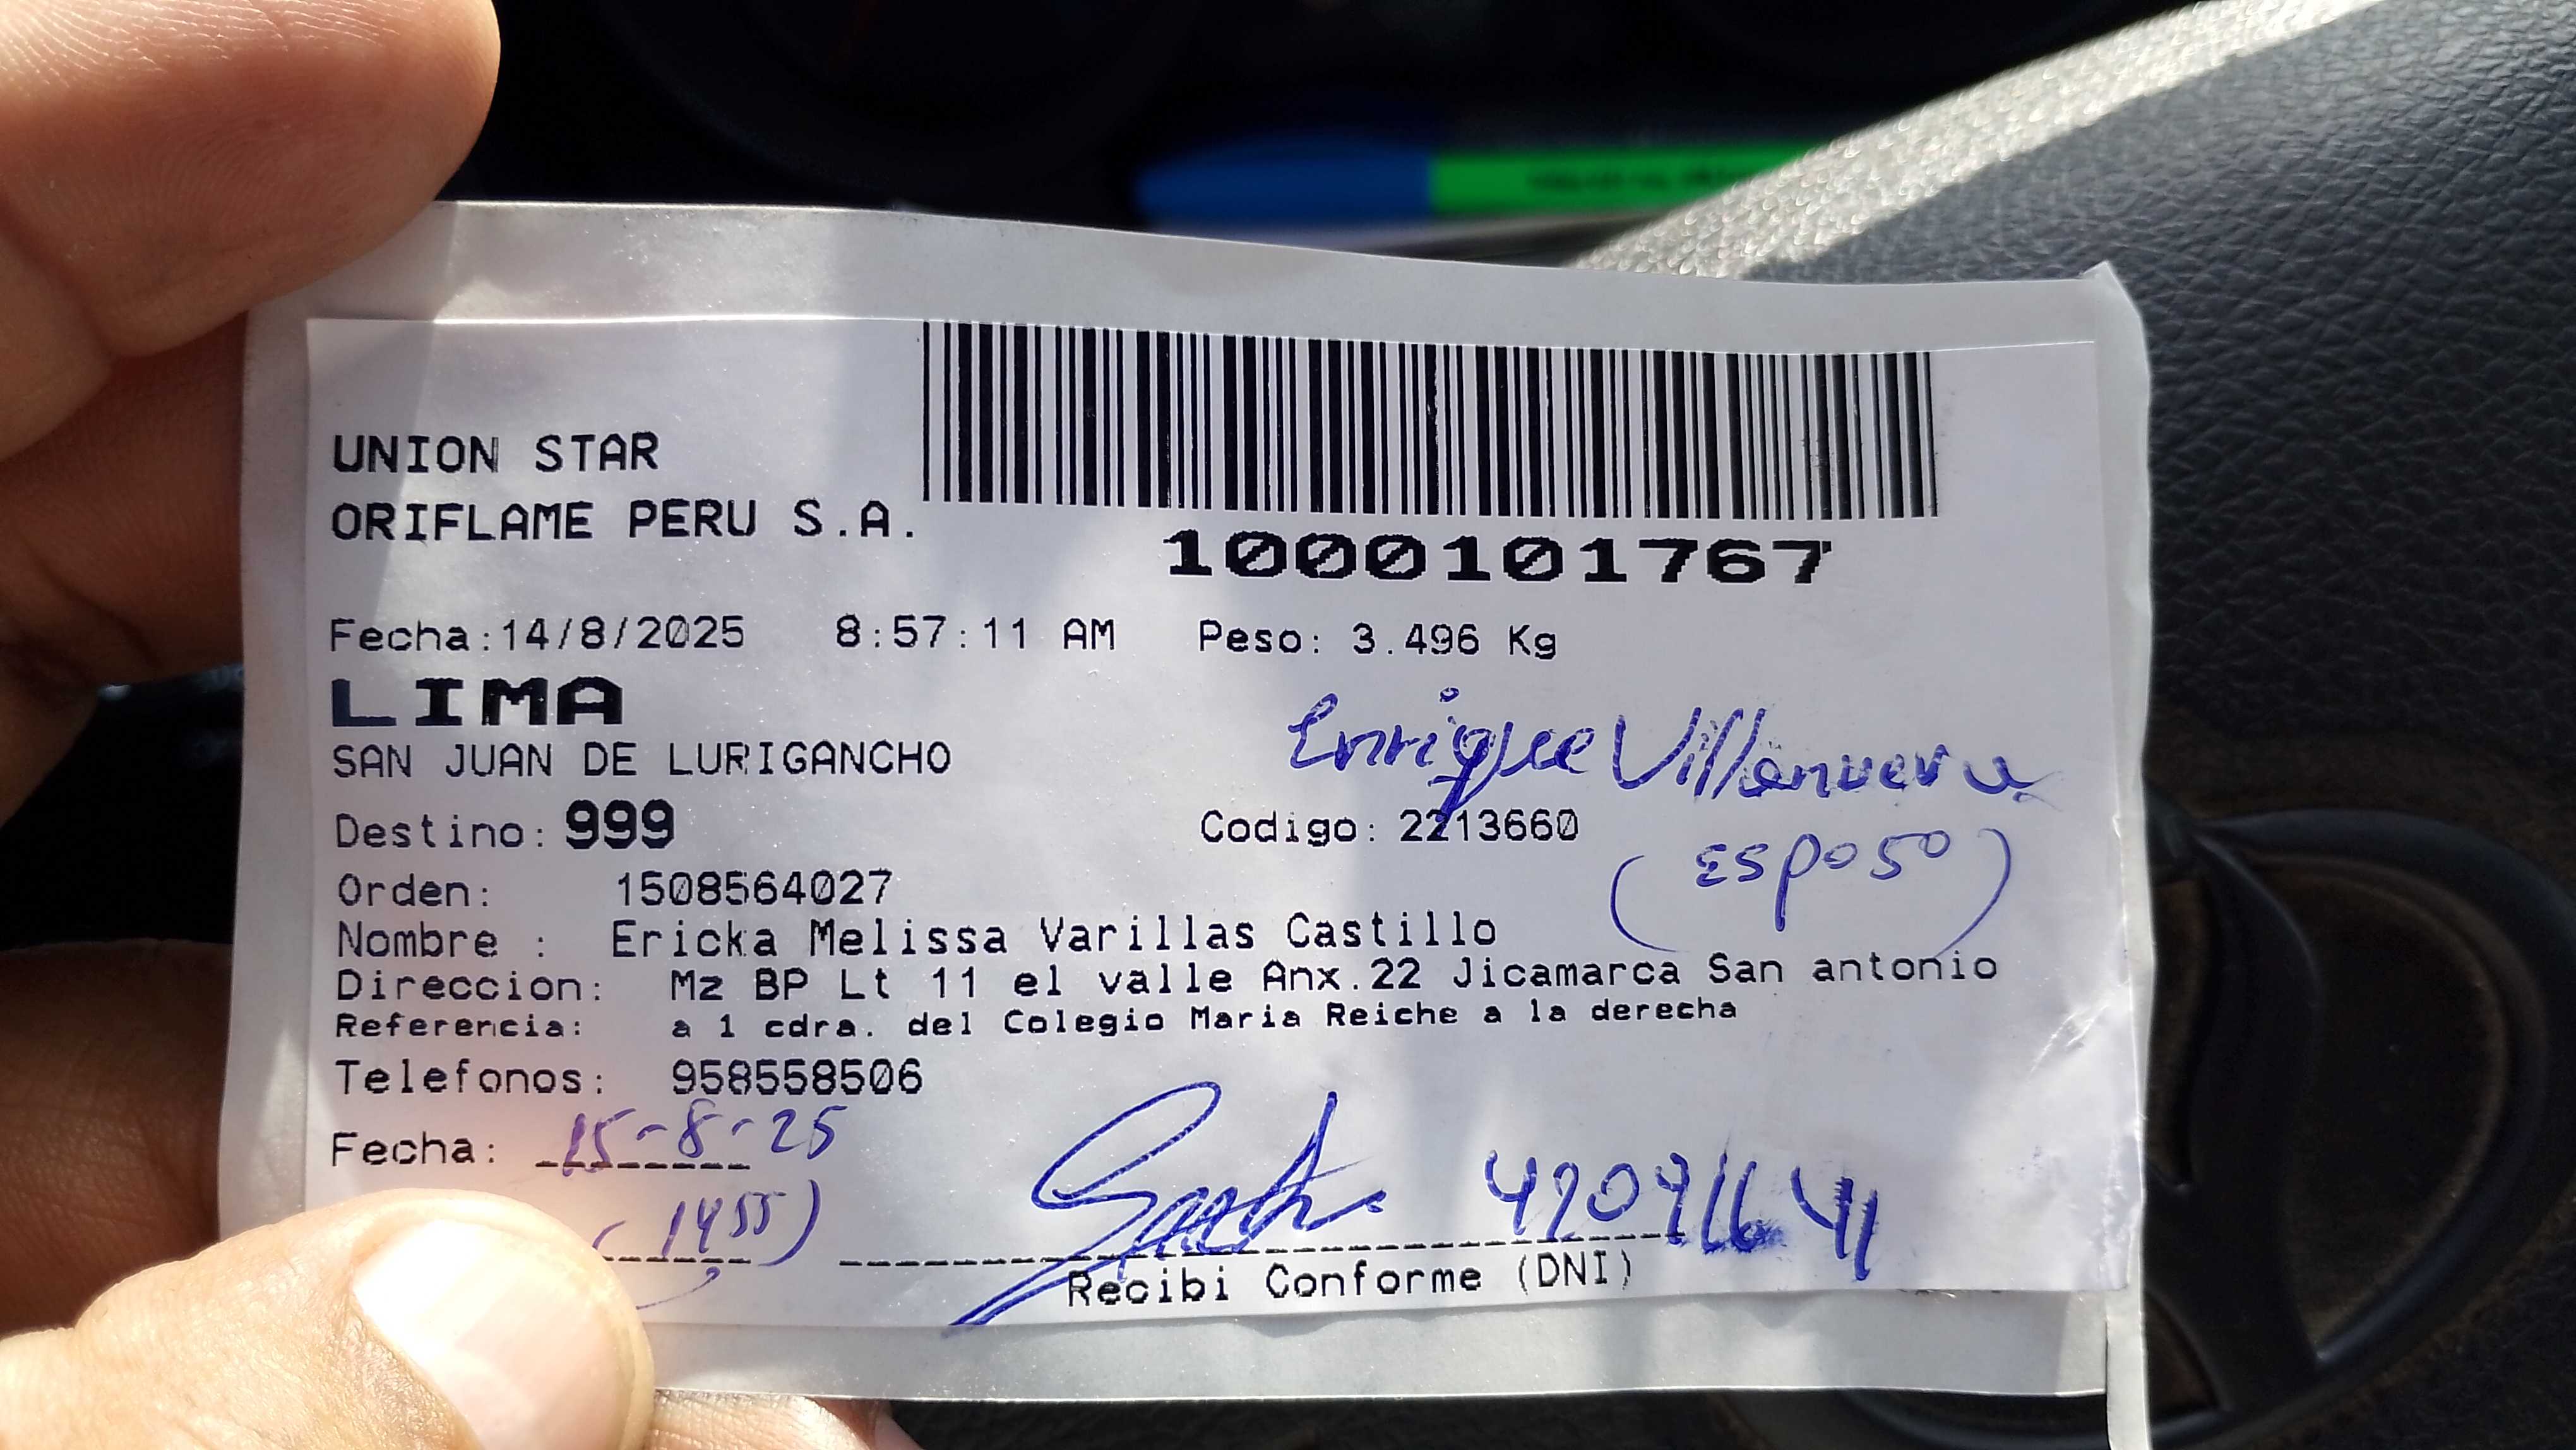 UNION STAR
ORIFLAME PERU S.A.
1000101767
Fecha:14/8/2025 8:57:11 AM Peso: 3.496 Kg
LIMA
Enrique Villanueva
SAN JUAN DE LURIGANCHO
Destino: 999 Codigo: 2213660
(Esposo)
Orden: 1508564027
Nombre : Ericka Melissa Varillas Castillo
Direccion: Mz BP Lt 11 el valle Anx.22 Jicamarca San antonio
Referencia: a 1 cdra. del Colegio Maria Reiche a la derecha
Telefonos: 958558506
Fecha: 15-8-25
(1455)
Recibi Conforme (DNI)